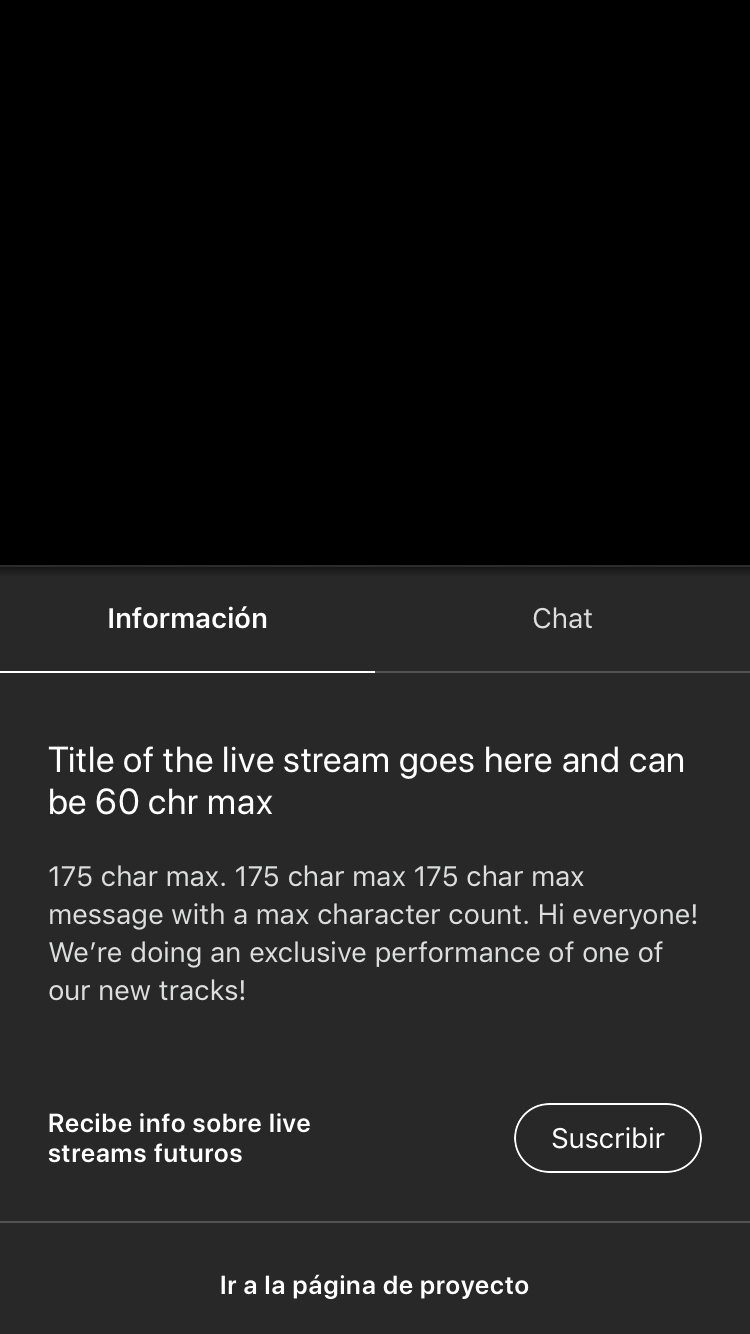 Información
Chat
Title of the live stream goes here and can
be 60 chr max
175 char max. 175 char max 175 char max
message with a max character count. Hi everyone!
We’re doing an exclusive performance of one of
our new tracks!
Recibe info sobre live
streams futuros
Suscribir
Ir a la página de proyecto